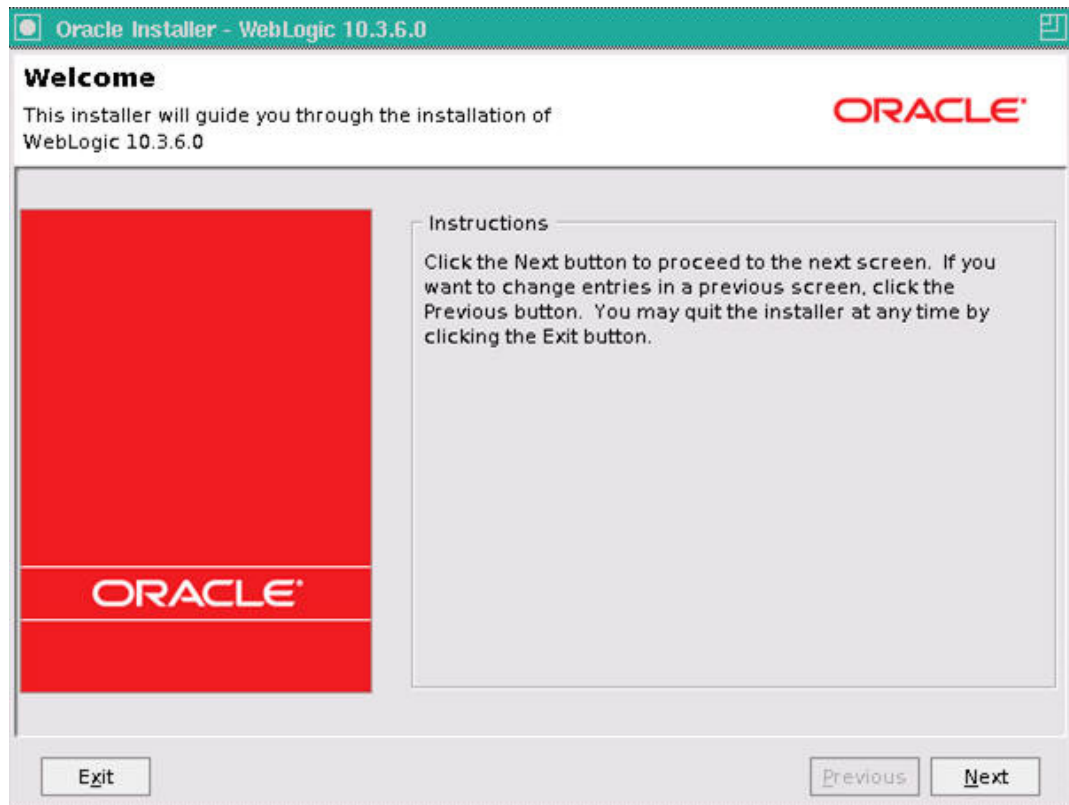 Oracle Installer - WebLogic 10.3.6.0
Welcome
This installer will guide you through the installation of
WebLogic 10.3.6.0
ORACLE
Instructions
Click the Next button to proceed to the next screen.  If you
want to change entries in a previous screen, click the
Previous button.  You may quit the installer at any time by
clicking the Exit button.
ORACLE
Exit
Previous
Next